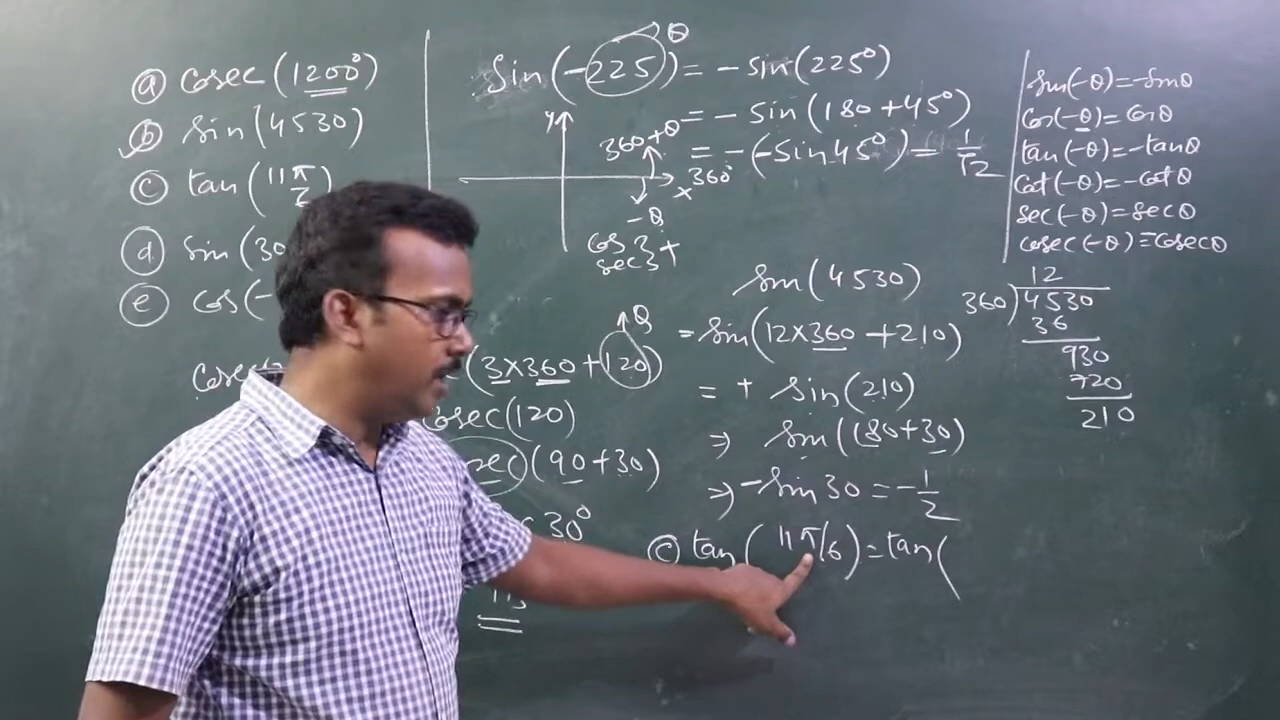 ⓐ cosec (1200°)
ⓑ sin (4530)
ⓒ tan (11π/2)
ⓓ sin (30
ⓔ cos (-
sin(-225) = -sin(225°)
θ
= -sin(180+45°)
= -(-sin45°) = 1/√2
y
360+θ
x 360°
-θ
cos } +
sec
sin(-θ)=-sinθ
cos(-θ)=cosθ
tan(-θ)=-tanθ
cot(-θ)=-cotθ
sec(-θ)=secθ
cosec(-θ)=cosecθ
(3×360+120)
θ
cosec(120)
(90+30)
30°
sin(4530)
= sin(12×360+210)
= + sin(210)
⇒ sin(180+30)
⇒ -sin30 = -1/2
ⓒ tan(11π/6) = tan(
12
360 ) 4530
36
930
720
210